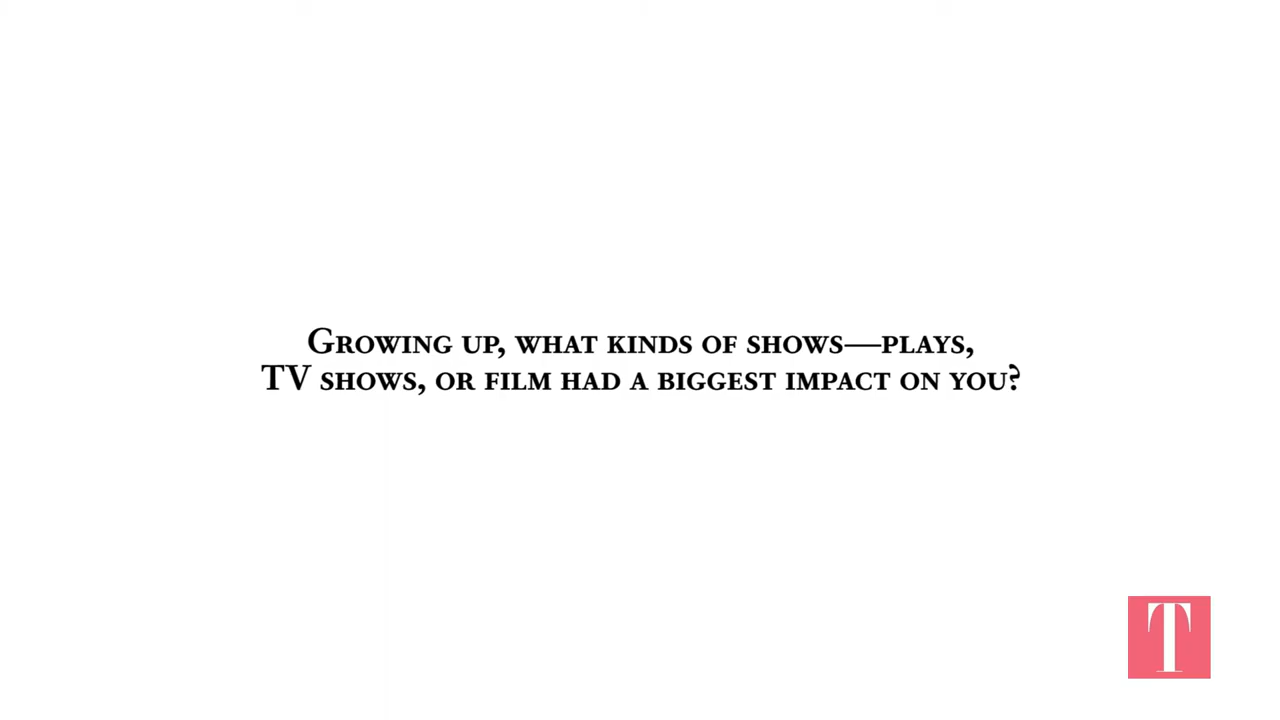 Growing up, what kinds of shows—plays,
TV shows, or film had a biggest impact on you?
T